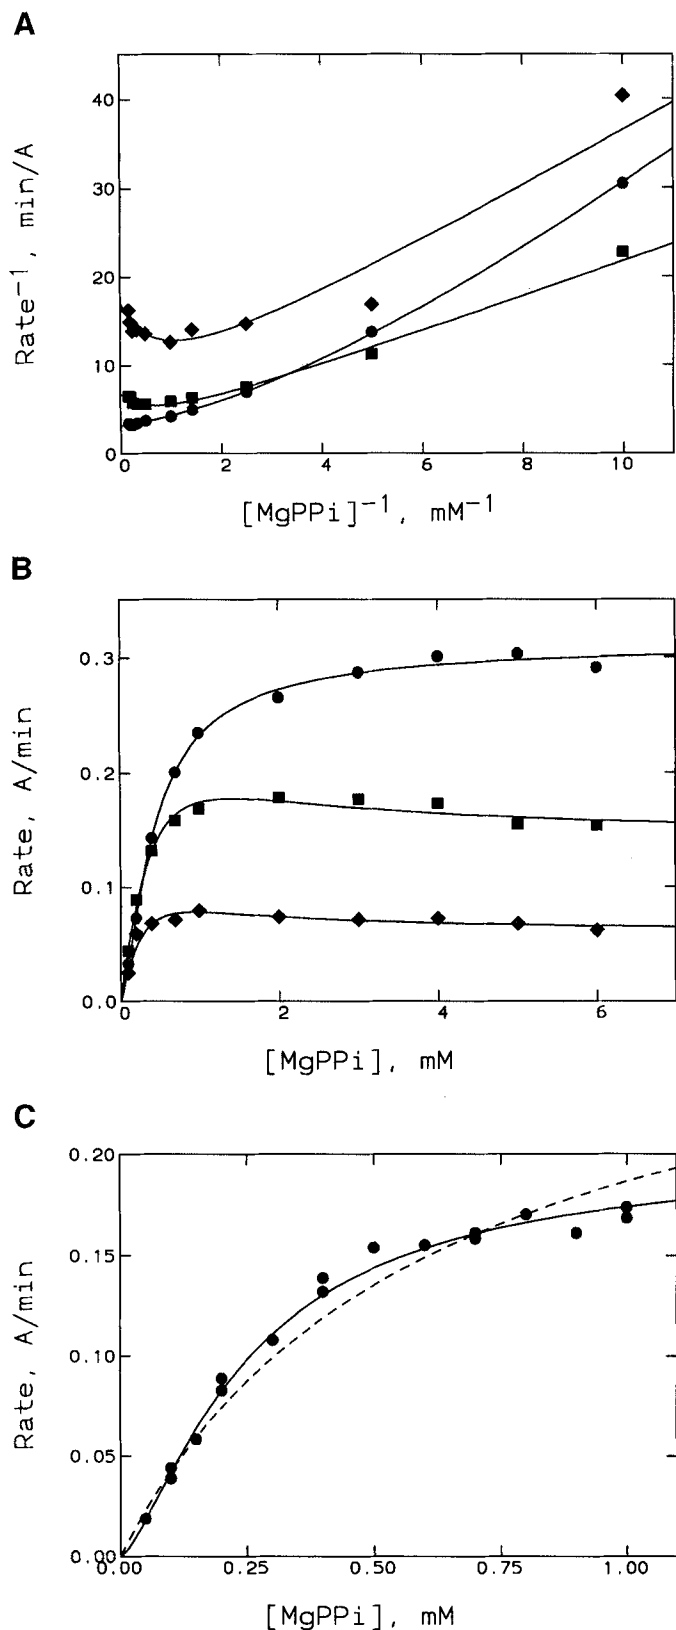 A
40
30
20
10
0
Rate⁻¹, min/A
0 2 4 6 8 10
[MgPPi]⁻¹, mM⁻¹
B
0.3
0.2
0.1
0.0
Rate, A/min
0 2 4 6
[MgPPi], mM
C
0.20
0.15
0.10
0.05
0.00
Rate, A/min
0.00 0.25 0.50 0.75 1.00
[MgPPi], mM